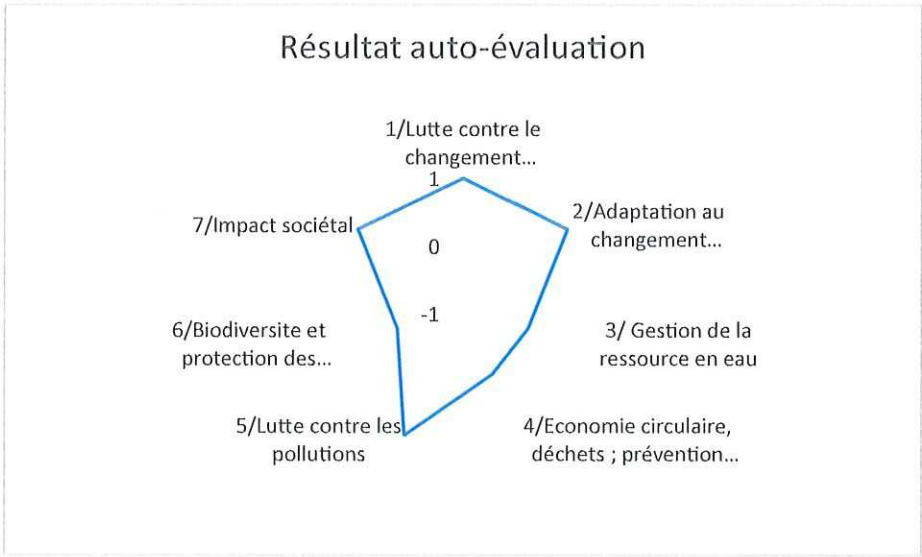 Résultat auto-évaluation
1/Lutte contre le
changement...
1
2/Adaptation au
changement...
7/Impact sociétal
0
-1
6/Biodiversite et
protection des...
3/ Gestion de la
ressource en eau
5/Lutte contre les
pollutions
4/Economie circulaire,
déchets ; prévention...